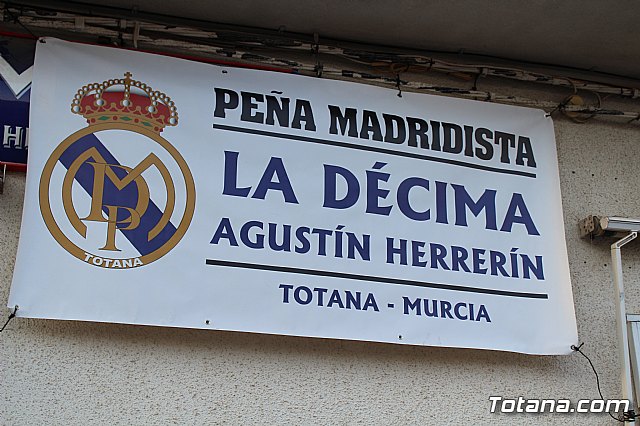 PEÑA MADRIDISTA
LA DÉCIMA
AGUSTÍN HERRERÍN
TOTANA - MURCIA
TOTANA
Totana.com